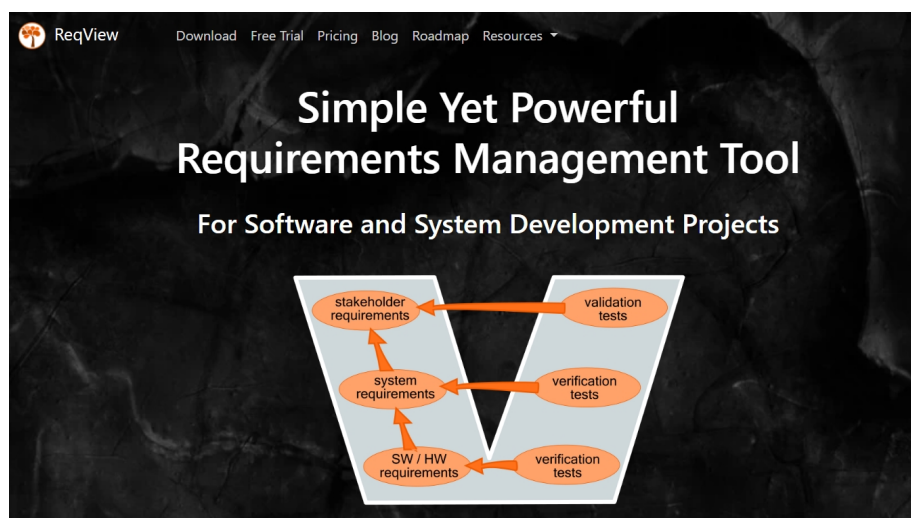 ReqView
Download Free Trial Pricing Blog Roadmap Resources
Simple Yet Powerful
Requirements Management Tool
For Software and System Development Projects
stakeholder
requirements
validation
tests
system
requirements
verification
tests
SW / HW
requirements
verification
tests